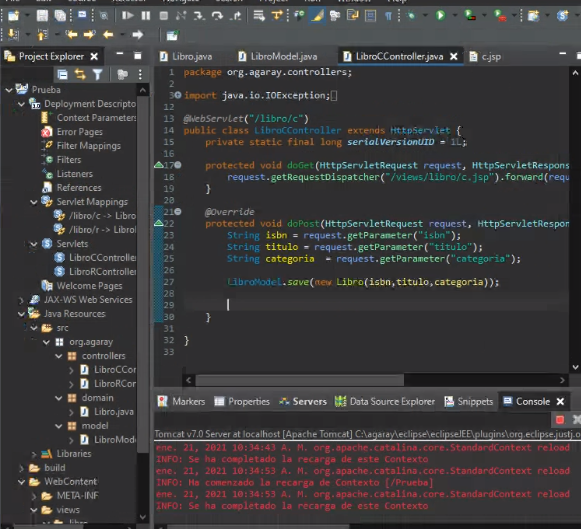 Project Explorer
Prueba
Deployment Descripto
Context Parameters
Error Pages
Filter Mappings
Filters
Listeners
References
Servlet Mappings
/libro/c -> Libro
/libro/r -> Libro
Servlets
LibroCController
LibroRController
Welcome Pages
JAX-WS Web Services
Java Resources
src
org.agaray
controllers
LibroCCon
LibroRCon
domain
Libro.java
model
LibroMode
Libraries
build
WebContent
META-INF
views
libro
Libro.java
LibroModel.java
LibroCController.java
c.jsp
1 package org.agaray.controllers;
2
3 import java.io.IOException;
12
13 @WebServlet("/libro/c")
14 public class LibroCController extends HttpServlet {
15 private static final long serialVersionUID = 1L;
16
17 protected void doGet(HttpServletRequest request, HttpServletRespons
18 request.getRequestDispatcher("/views/libro/c.jsp").forward(requ
19 }
20
21 @Override
22 protected void doPost(HttpServletRequest request, HttpServletRespon
23 String isbn = request.getParameter("isbn");
24 String titulo = request.getParameter("titulo");
25 String categoria = request.getParameter("categoria");
26
27 LibroModel.save(new Libro(isbn,titulo,categoria));
28
29
30 }
31
32 }
33
Markers
Properties
Servers
Data Source Explorer
Snippets
Console
Tomcat v7.0 Server at localhost [Apache Tomcat] C:\agaray\eclipse\eclipseJEE\plugins\org.eclipse.justj.o
ene. 21, 2021 10:34:43 A. M. org.apache.catalina.core.StandardContext reload
INFO: Se ha completado la recarga de este Contexto
ene. 21, 2021 10:34:53 A. M. org.apache.catalina.core.StandardContext reload
INFO: Ha comenzado la recarga de Contexto [/Prueba]
ene. 21, 2021 10:34:53 A. M. org.apache.catalina.core.StandardContext reload
INFO: Se ha completado la recarga de este Contexto